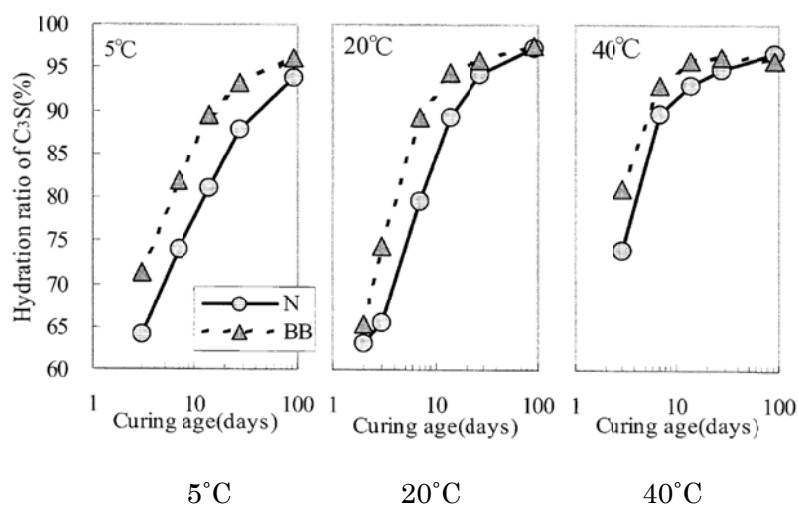 Hydration ratio of C3S(%)
100
95
90
85
80
75
70
65
60
5℃
20℃
40℃
N
BB
1 10 100
1 10 100
1 10 100
Curing age(days)
Curing age(days)
Curing age(days)
5˚C 20˚C 40˚C